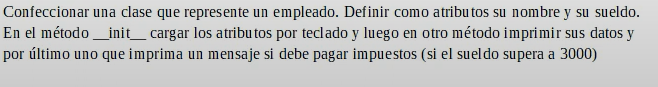 Confeccionar una clase que represente un empleado. Definir como atributos su nombre y su sueldo.
En el método __init__ cargar los atributos por teclado y luego en otro método imprimir sus datos y
por último uno que imprima un mensaje si debe pagar impuestos (si el sueldo supera a 3000)